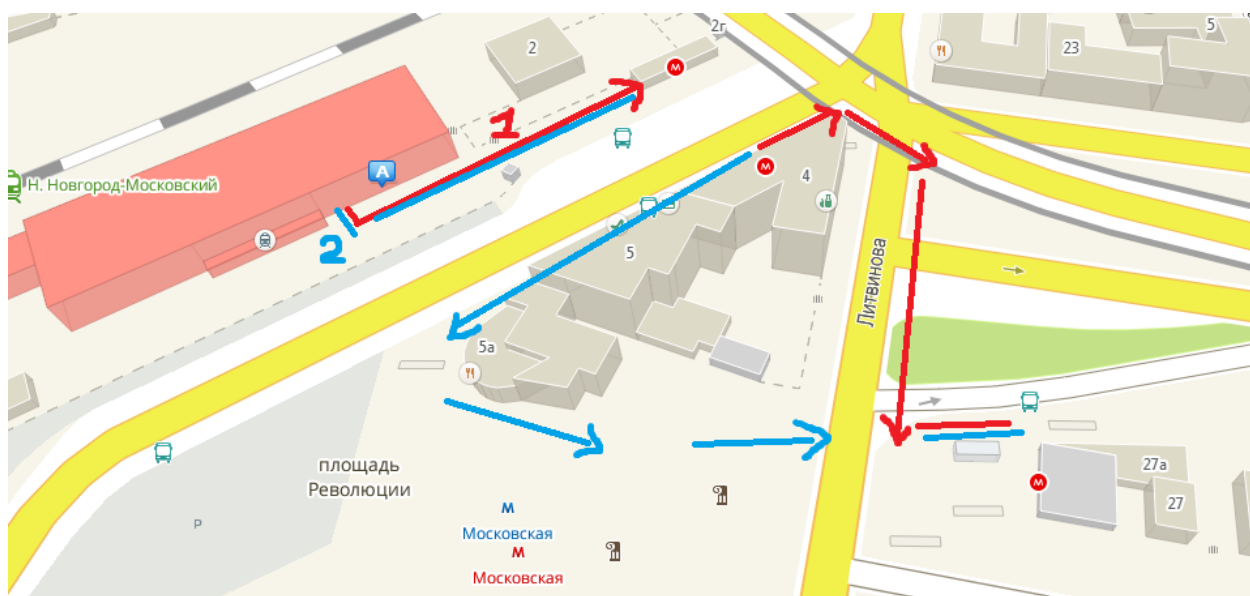 2г
5
2
23
М
1
А
Н. Новгород-Московский
М
4
2
5
Литвинова
5а
площадь
Революции
27а
М
27
Р
М
Московская
М
Московская